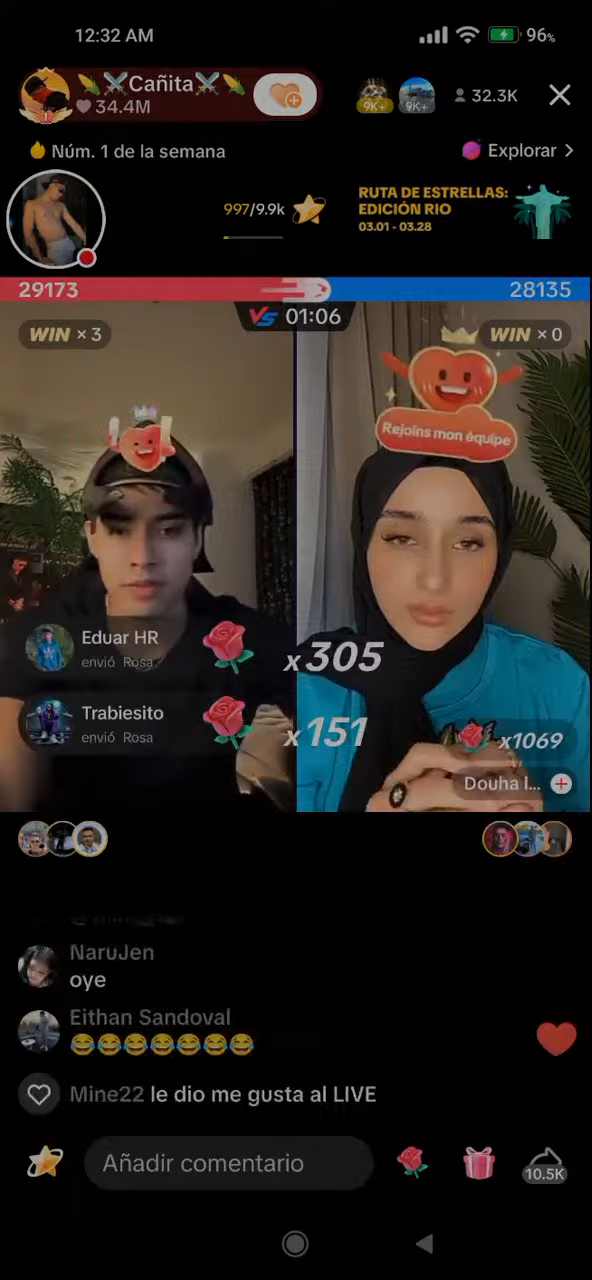 12:32 AM
96%
🌽⚔️Cañita⚔️🌽
34.4M
9K+
9K+
32.3K
Núm. 1 de la semana
Explorar >
997/9.9k
RUTA DE ESTRELLAS:
EDICIÓN RIO
03.01 - 03.28
29173
28135
VS 01:06
WIN × 3
WIN × 0
Rejoins mon équipe
Eduar HR
envió Rosa
x305
Trabiesito
envió Rosa
x151
x1069
Douha I...
NaruJen
oye
Eithan Sandoval
😂😂😂😂😂😂😂
Mine22 le dio me gusta al LIVE
Añadir comentario
10.5K